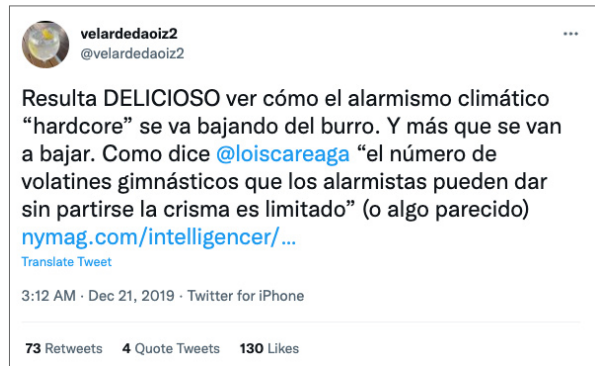 velardedaoiz2
@velardedaoiz2
Resulta DELICIOSO ver cómo el alarmismo climático
“hardcore” se va bajando del burro. Y más que se van
a bajar. Como dice @loiscareaga “el número de
volatines gimnásticos que los alarmistas pueden dar
sin partirse la crisma es limitado” (o algo parecido)
nymag.com/intelligencer/…
Translate Tweet
3:12 AM · Dec 21, 2019 · Twitter for iPhone
73 Retweets 4 Quote Tweets 130 Likes